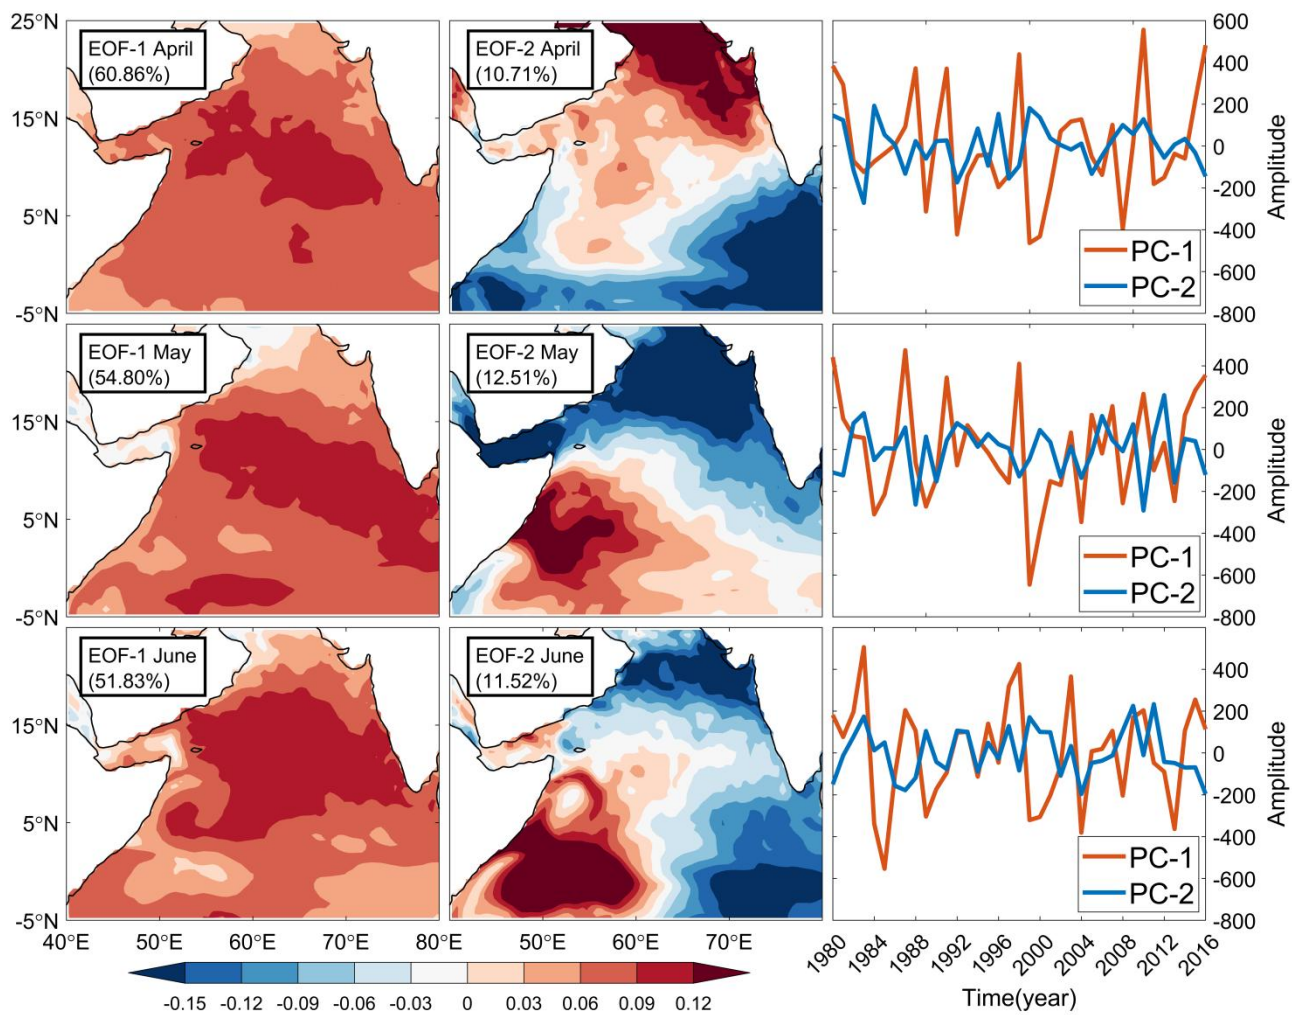 25°N
15°N
5°N
-5°N
EOF-1 April
(60.86%)
EOF-2 April
(10.71%)
600
400
200
0
-200
-400
-600
-800
Amplitude
PC-1
PC-2
15°N
5°N
-5°N
EOF-1 May
(54.80%)
EOF-2 May
(12.51%)
400
200
0
-200
-400
-600
-800
Amplitude
PC-1
PC-2
15°N
5°N
-5°N
EOF-1 June
(51.83%)
EOF-2 June
(11.52%)
400
200
0
-200
-400
-600
-800
Amplitude
PC-1
PC-2
40°E 50°E 60°E 70°E 80°E 50°E 70°E
1980 1984 1988 1992 1996 2000 2004 2008 2012 2016
Time(year)
-0.15 -0.12 -0.09 -0.06 -0.03 0 0.03 0.06 0.09 0.12